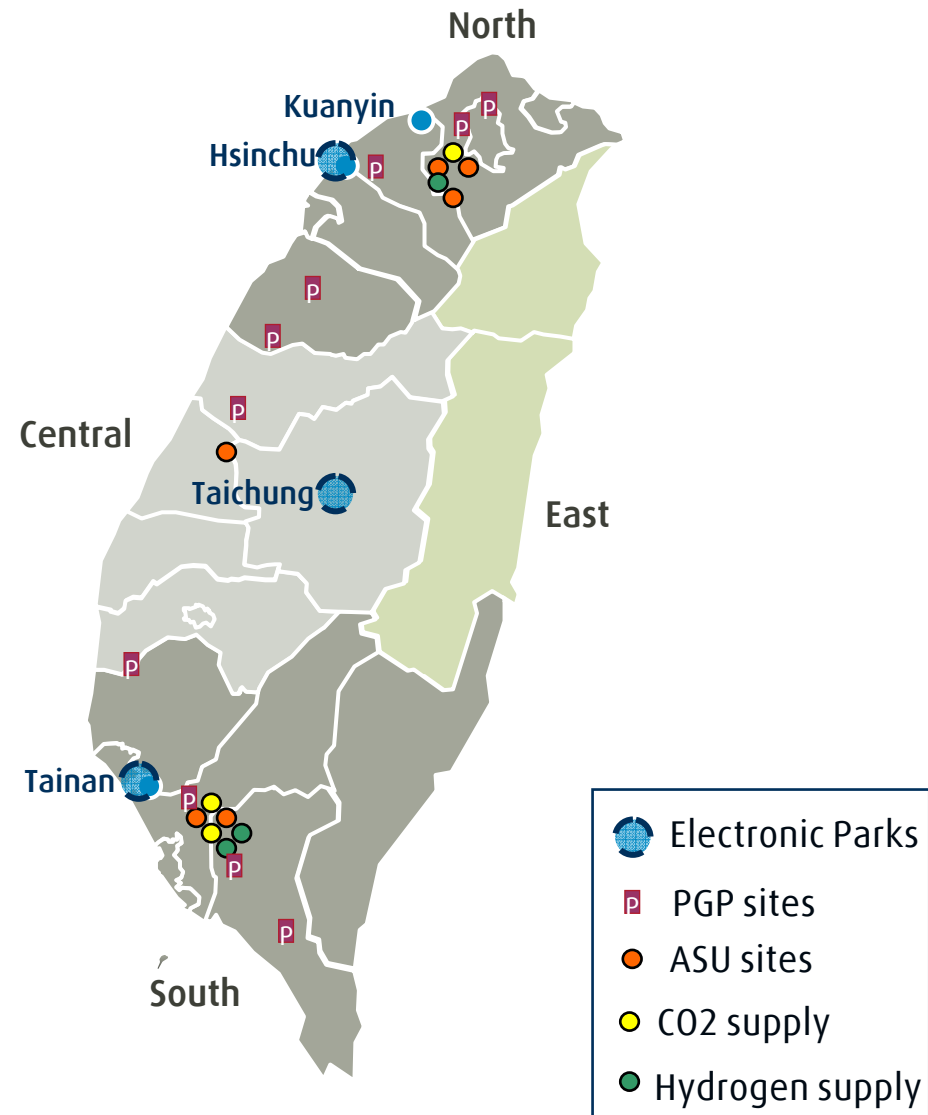 North
Kuanyin
Hsinchu
p
p
p
p
p
p
Central
Taichung
East
p
Tainan
p
p
p
South
Electronic Parks
p PGP sites
ASU sites
CO2 supply
Hydrogen supply